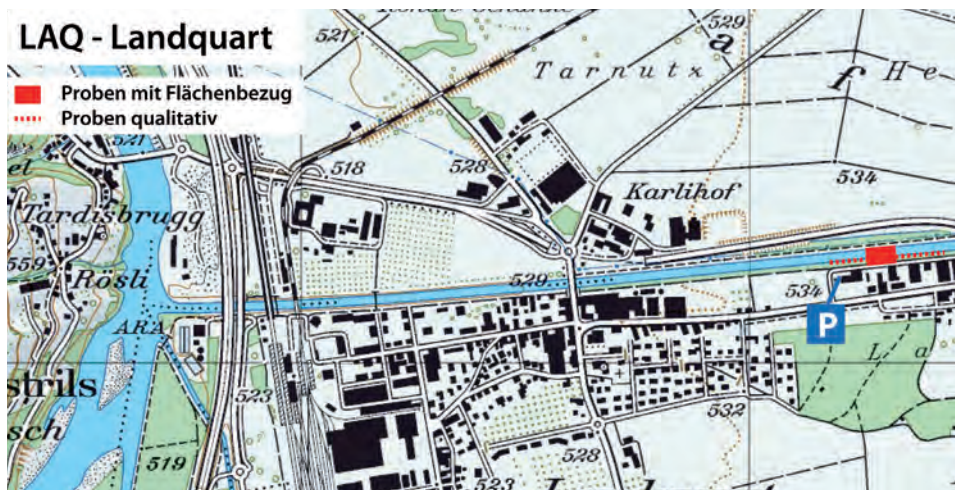 LAQ - Landquart
Proben mit Flächenbezug
Proben qualitativ
521
529
a
Tarnutz
f
He
521
518
528
534
Karlihof
Tardisbrugg
559
Rösli
529
534
P
ARA
L a
strils
sch
523
532
519
528
523